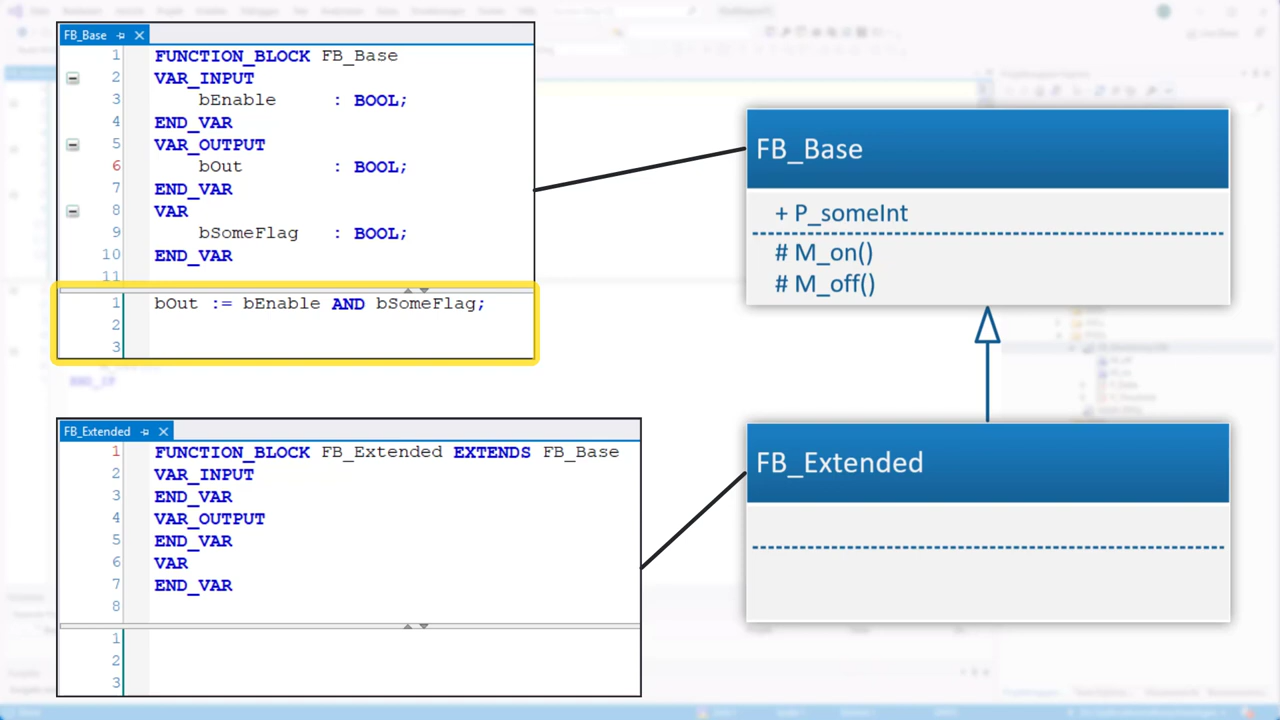 FB_Base
1 FUNCTION_BLOCK FB_Base
2 VAR_INPUT
3 bEnable : BOOL;
4 END_VAR
5 VAR_OUTPUT
6 bOut : BOOL;
7 END_VAR
8 VAR
9 bSomeFlag : BOOL;
10 END_VAR
11
1 bOut := bEnable AND bSomeFlag;
2
3
FB_Base
+ P_someInt
# M_on()
# M_off()
FB_Extended
1 FUNCTION_BLOCK FB_Extended EXTENDS FB_Base
2 VAR_INPUT
3 END_VAR
4 VAR_OUTPUT
5 END_VAR
6 VAR
7 END_VAR
8
1
2
3
FB_Extended